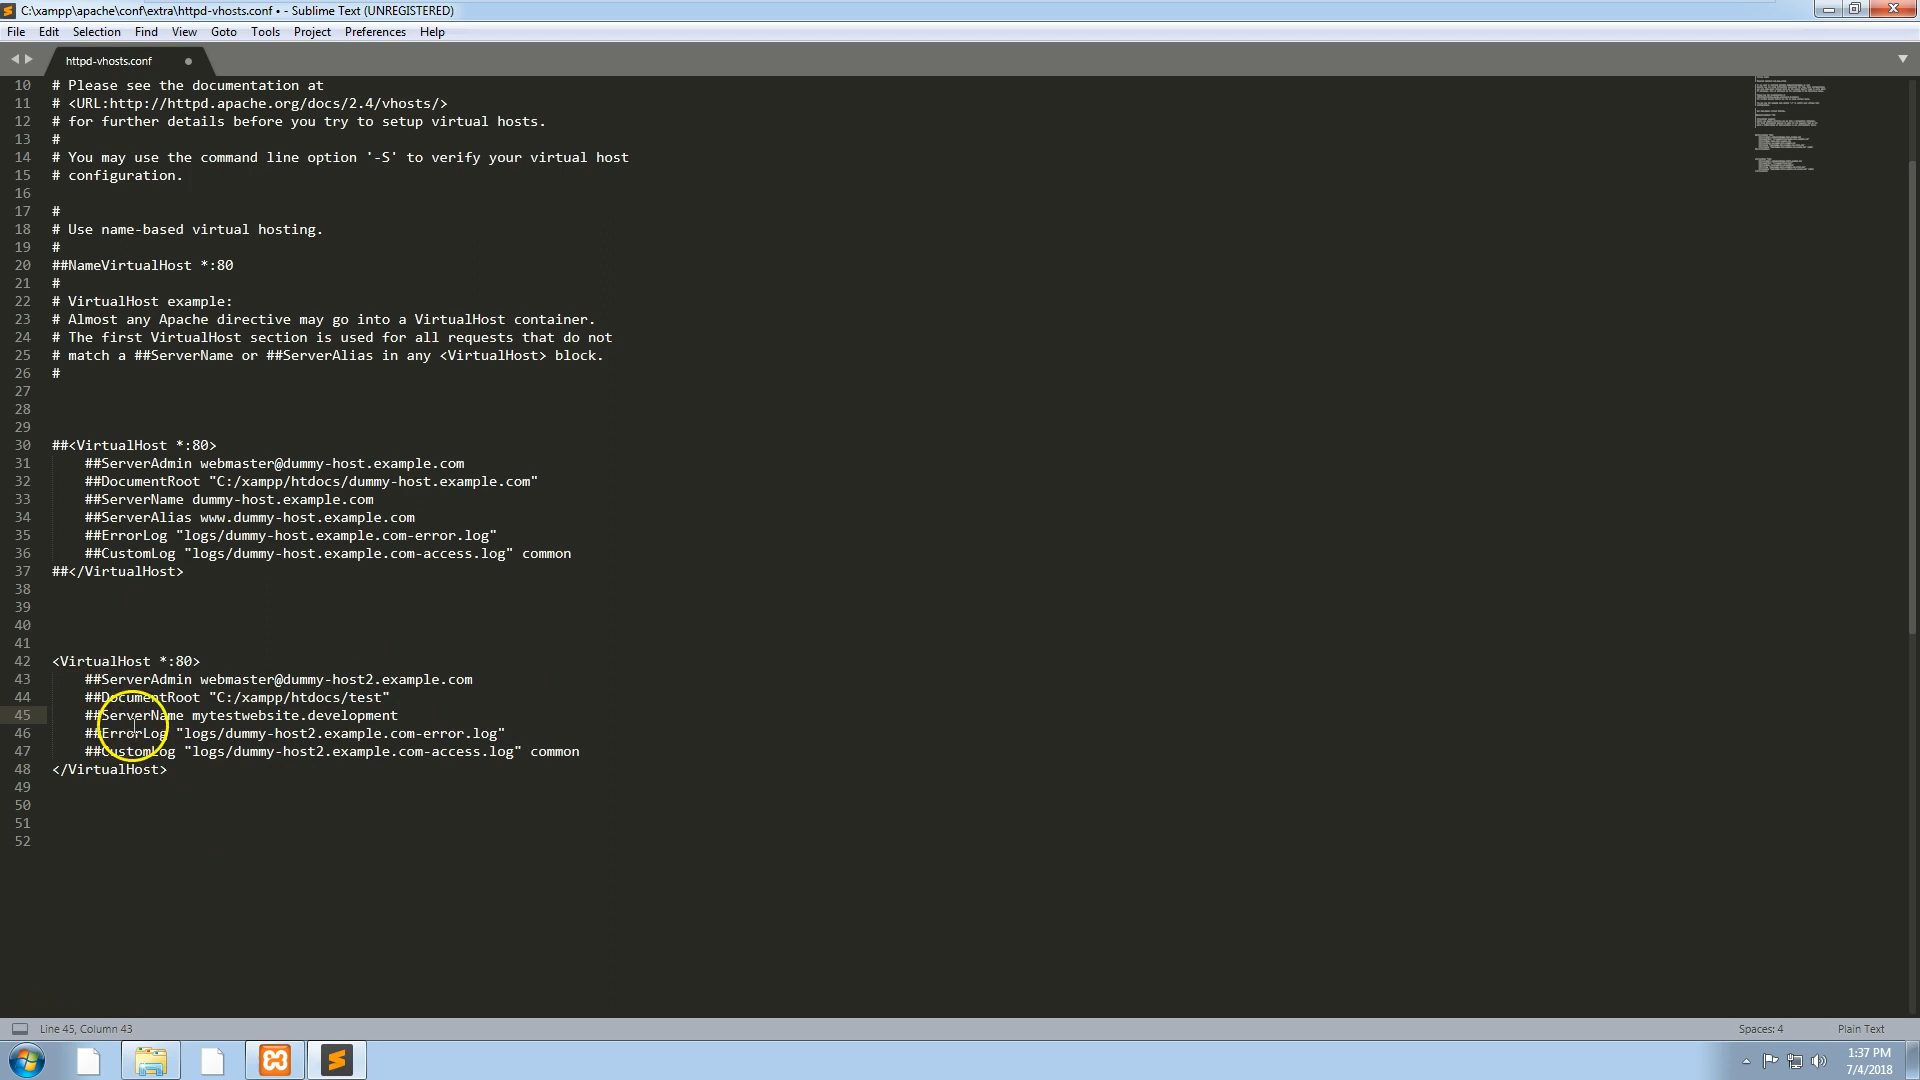 C:\xampp\apache\conf\extra\httpd-vhosts.conf • - Sublime Text (UNREGISTERED)
File Edit Selection Find View Goto Tools Project Preferences Help
httpd-vhosts.conf
10 # Please see the documentation at
11 # <URL:http://httpd.apache.org/docs/2.4/vhosts/>
12 # for further details before you try to setup virtual hosts.
13 #
14 # You may use the command line option '-S' to verify your virtual host
15 # configuration.
16
17 #
18 # Use name-based virtual hosting.
19 #
20 ##NameVirtualHost *:80
21 #
22 # VirtualHost example:
23 # Almost any Apache directive may go into a VirtualHost container.
24 # The first VirtualHost section is used for all requests that do not
25 # match a ##ServerName or ##ServerAlias in any <VirtualHost> block.
26 #
27
28
29
30 ##<VirtualHost *:80>
31 ##ServerAdmin webmaster@dummy-host.example.com
32 ##DocumentRoot "C:/xampp/htdocs/dummy-host.example.com"
33 ##ServerName dummy-host.example.com
34 ##ServerAlias www.dummy-host.example.com
35 ##ErrorLog "logs/dummy-host.example.com-error.log"
36 ##CustomLog "logs/dummy-host.example.com-access.log" common
37 ##</VirtualHost>
38
39
40
41
42 <VirtualHost *:80>
43 ##ServerAdmin webmaster@dummy-host2.example.com
44 ##DocumentRoot "C:/xampp/htdocs/test"
45 ##ServerName mytestwebsite.development
46 ##ErrorLog "logs/dummy-host2.example.com-error.log"
47 ##CustomLog "logs/dummy-host2.example.com-access.log" common
48 </VirtualHost>
49
50
51
52
Line 45, Column 43 Spaces: 4 Plain Text
1:37 PM
7/4/2018